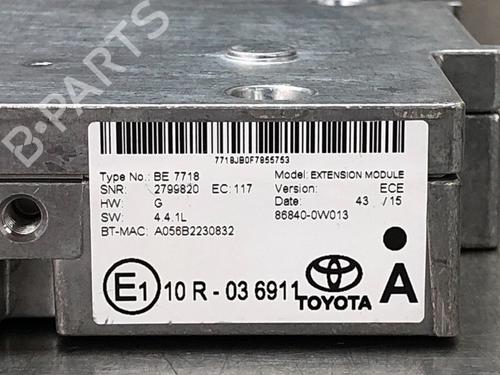 B-PARTS
7718JB0F7855753
Type No.: BE 7718 Model: EXTENSION MODULE
SNR: 2799820 EC: 117 Version: ECE
HW: G Date: 43 / 15
SW: 4.4.1L 86840-0W013
BT-MAC: A056B2230832
E1 10 R - 03 6911 TOYOTA A